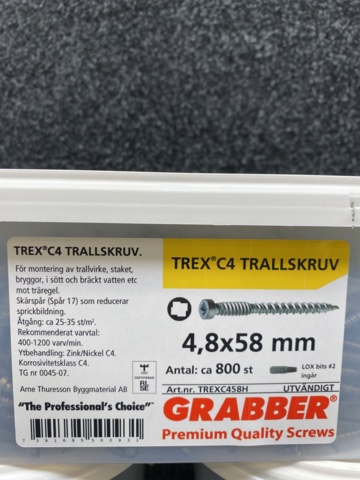 TREX®C4 TRALLSKRUV.
För montering av trallvirke, staket,
bryggor, i sött och bräckt vatten etc
mot träregel.
Skärspår (Spår 17) som reducerar
sprickbildning.
Åtgång: ca 25-35 st/m².
Rekommenderat varvtal:
400-1200 varv/min.
Ytbehandling: Zink/Nickel C4.
Korrosivitetsklass C4.
TG nr 0045-07.
RI.
SE
Arne Thuresson Byggmaterial AB
"The Professional's Choice"
TREX®C4 TRALLSKRUV
4,8x58 mm
Antal: ca 800 st
LOX bits #2
ingår
Art.nr. TREXC458H
UTVÄNDIGT
GRABBER®
Premium Quality Screws